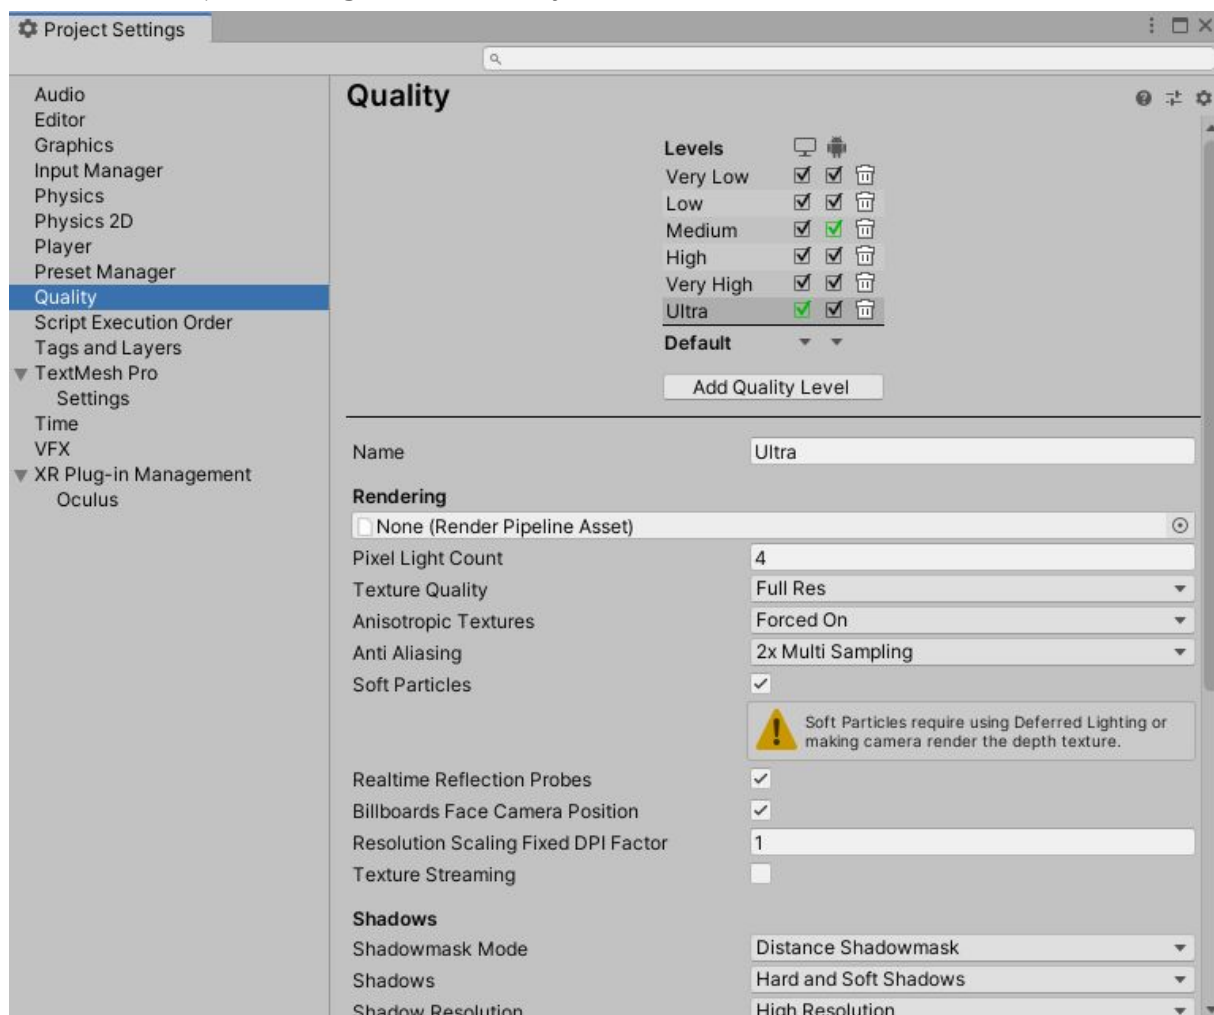 Project Settings
Audio
Editor
Graphics
Input Manager
Physics
Physics 2D
Player
Preset Manager
Quality
Script Execution Order
Tags and Layers
TextMesh Pro
Settings
Time
VFX
XR Plug-in Management
Oculus
Quality
Levels
Very Low
Low
Medium
High
Very High
Ultra
Default
Add Quality Level
Name Ultra
Rendering
None (Render Pipeline Asset)
Pixel Light Count 4
Texture Quality Full Res
Anisotropic Textures Forced On
Anti Aliasing 2x Multi Sampling
Soft Particles
Soft Particles require using Deferred Lighting or
making camera render the depth texture.
Realtime Reflection Probes
Billboards Face Camera Position
Resolution Scaling Fixed DPI Factor 1
Texture Streaming
Shadows
Shadowmask Mode Distance Shadowmask
Shadows Hard and Soft Shadows
Shadow Resolution High Resolution